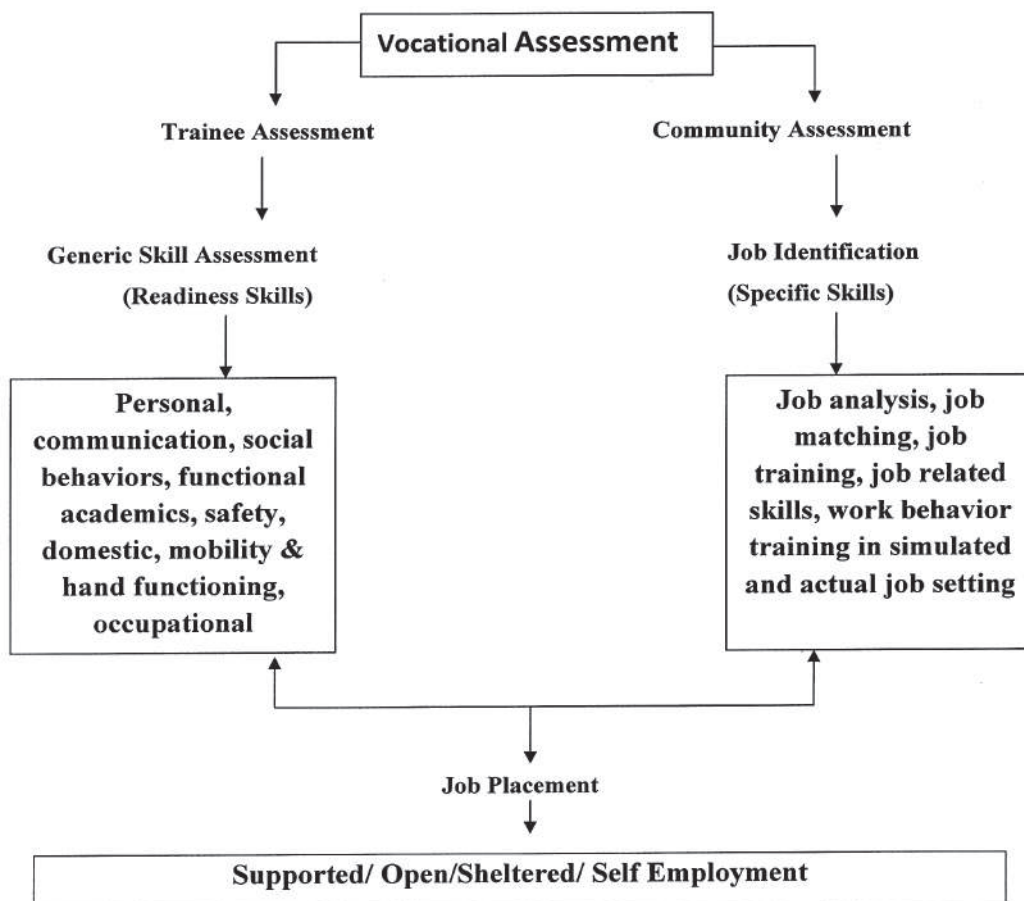 Vocational Assessment
Trainee Assessment
Community Assessment
Generic Skill Assessment
(Readiness Skills)
Job Identification
(Specific Skills)
Personal,
communication, social
behaviors, functional
academics, safety,
domestic, mobility &
hand functioning,
occupational
Job analysis, job
matching, job
training, job related
skills, work behavior
training in simulated
and actual job setting
Job Placement
Supported/ Open/Sheltered/ Self Employment